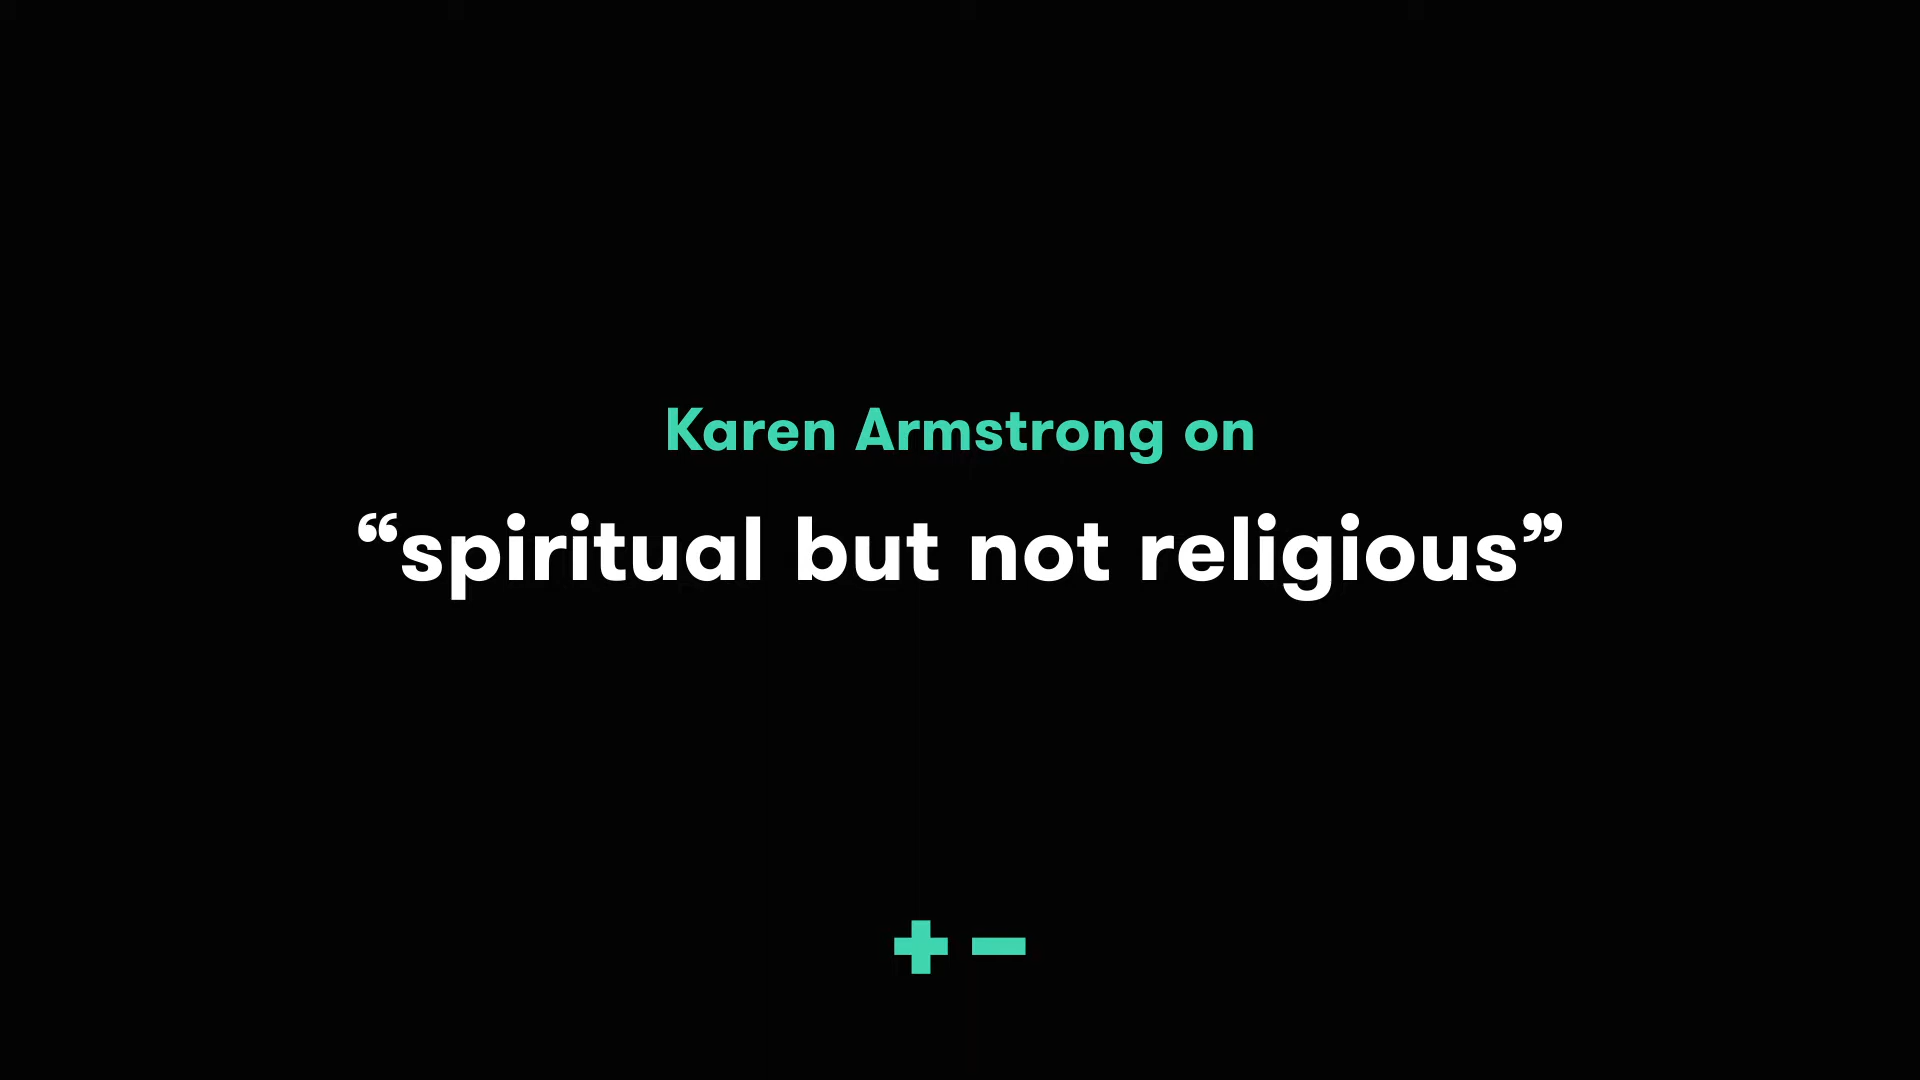 Karen Armstrong on
“spiritual but not religious”
+ −